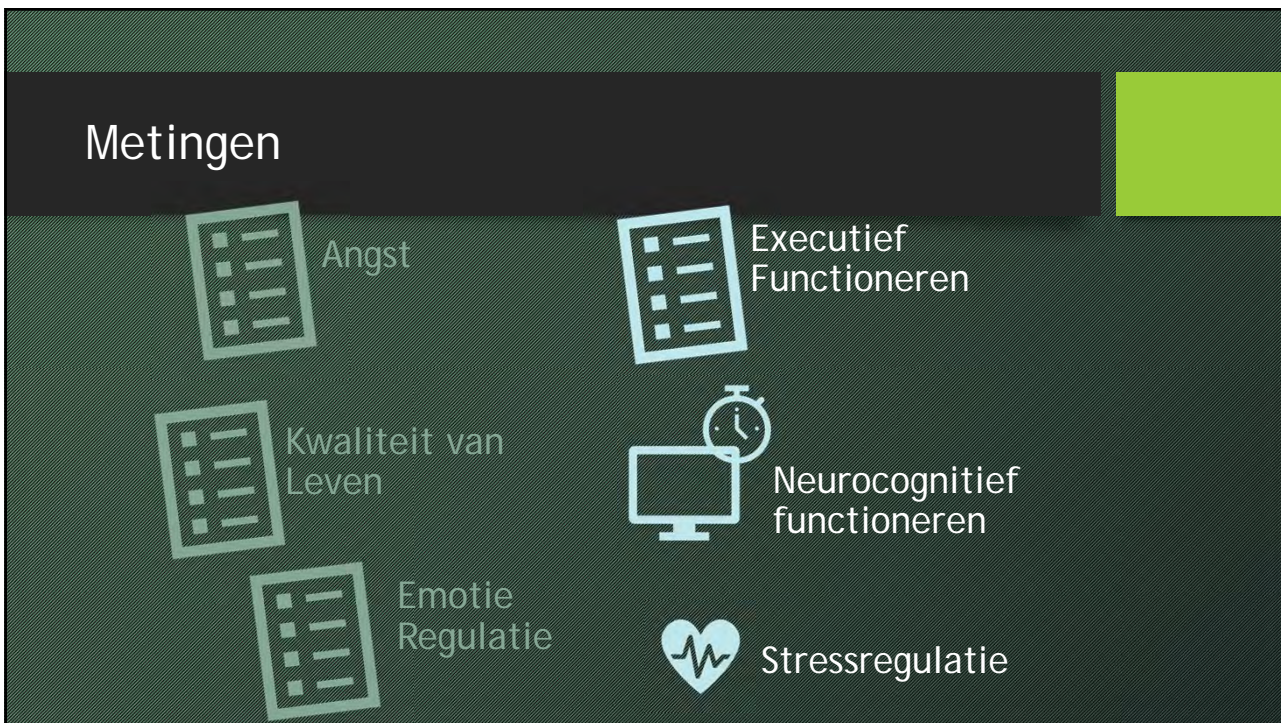 Metingen
Angst
Kwaliteit van
Leven
Emotie
Regulatie
Executief
Functioneren
Neurocognitief
functioneren
Stressregulatie